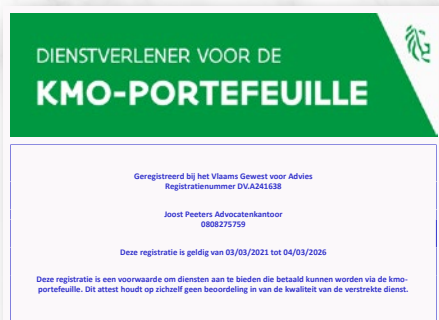 DIENSTVERLENER VOOR DE
KMO-PORTEFEUILLE
Geregistreerd bij het Vlaams Gewest voor Advies
Registratienummer DV.A241638
Joost Peeters Advocatenkantoor
0808275759
Deze registratie is geldig van 03/03/2021 tot 04/03/2026
Deze registratie is een voorwaarde om diensten aan te bieden die betaald kunnen worden via de kmo-
portefeuille. Dit attest houdt op zichzelf geen beoordeling in van de kwaliteit van de verstrekte dienst.